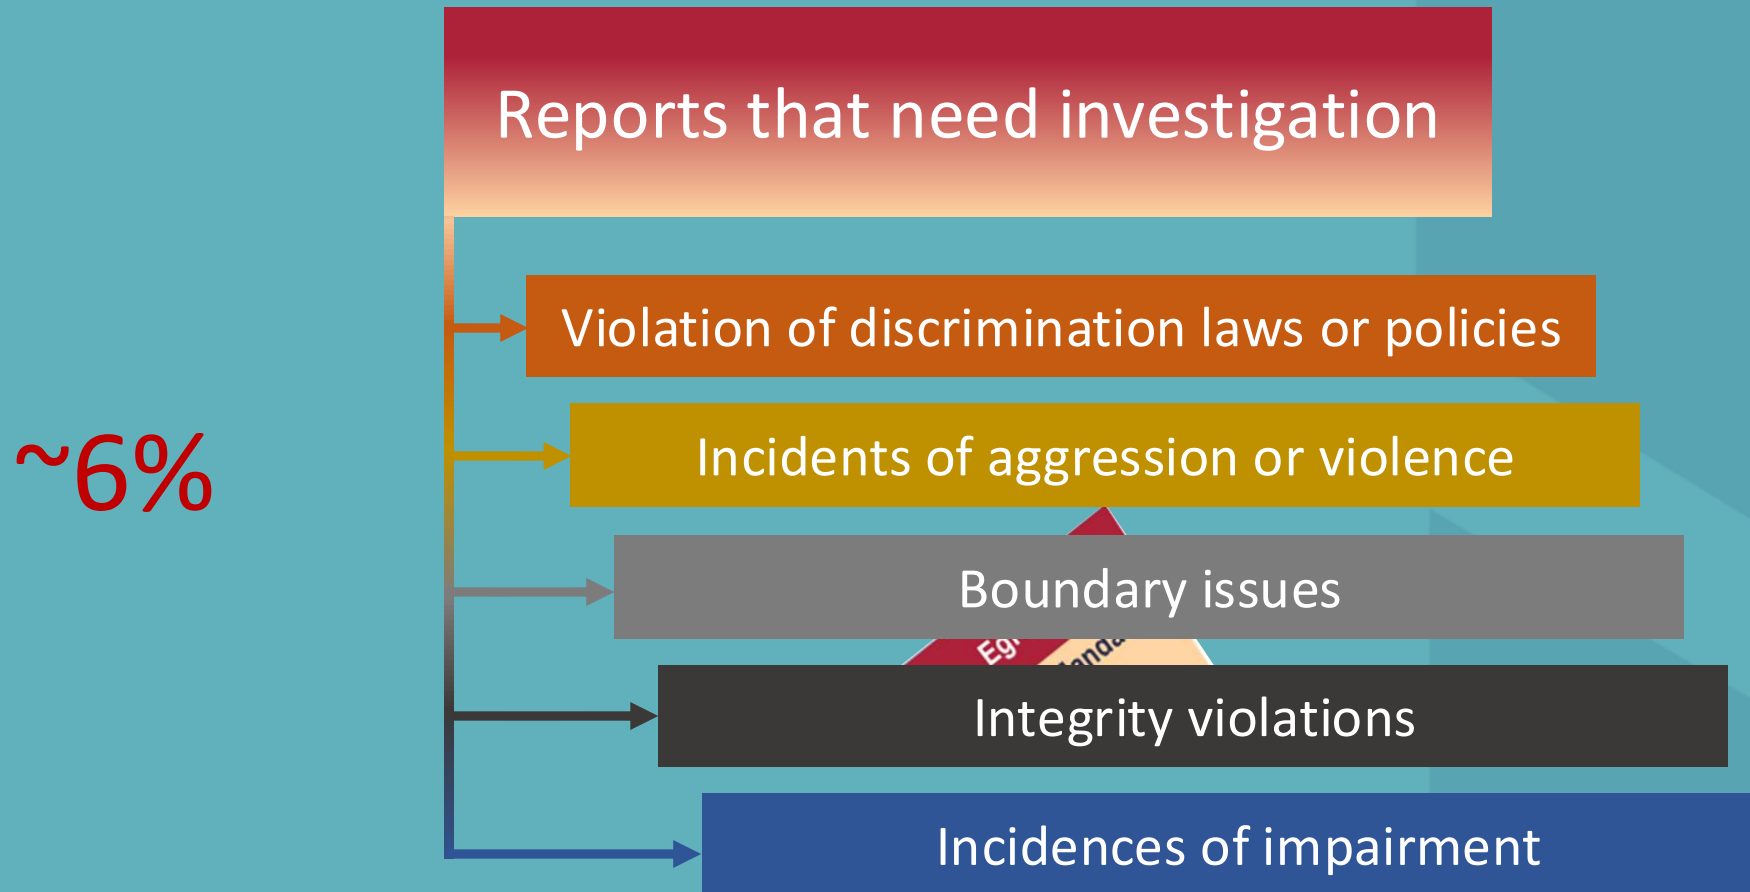 Reports that need investigation
Violation of discrimination laws or policies
~6%
Incidents of aggression or violence
Boundary issues
Integrity violations
Incidences of impairment